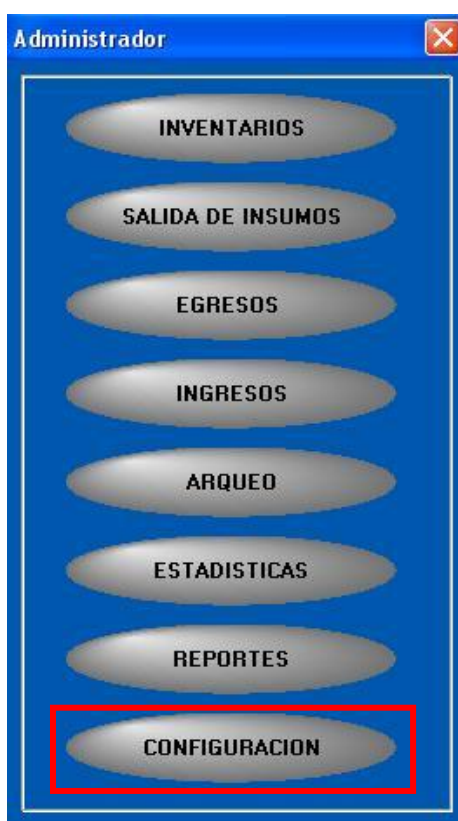 Administrador
INVENTARIOS
SALIDA DE INSUMOS
EGRESOS
INGRESOS
ARQUEO
ESTADISTICAS
REPORTES
CONFIGURACION